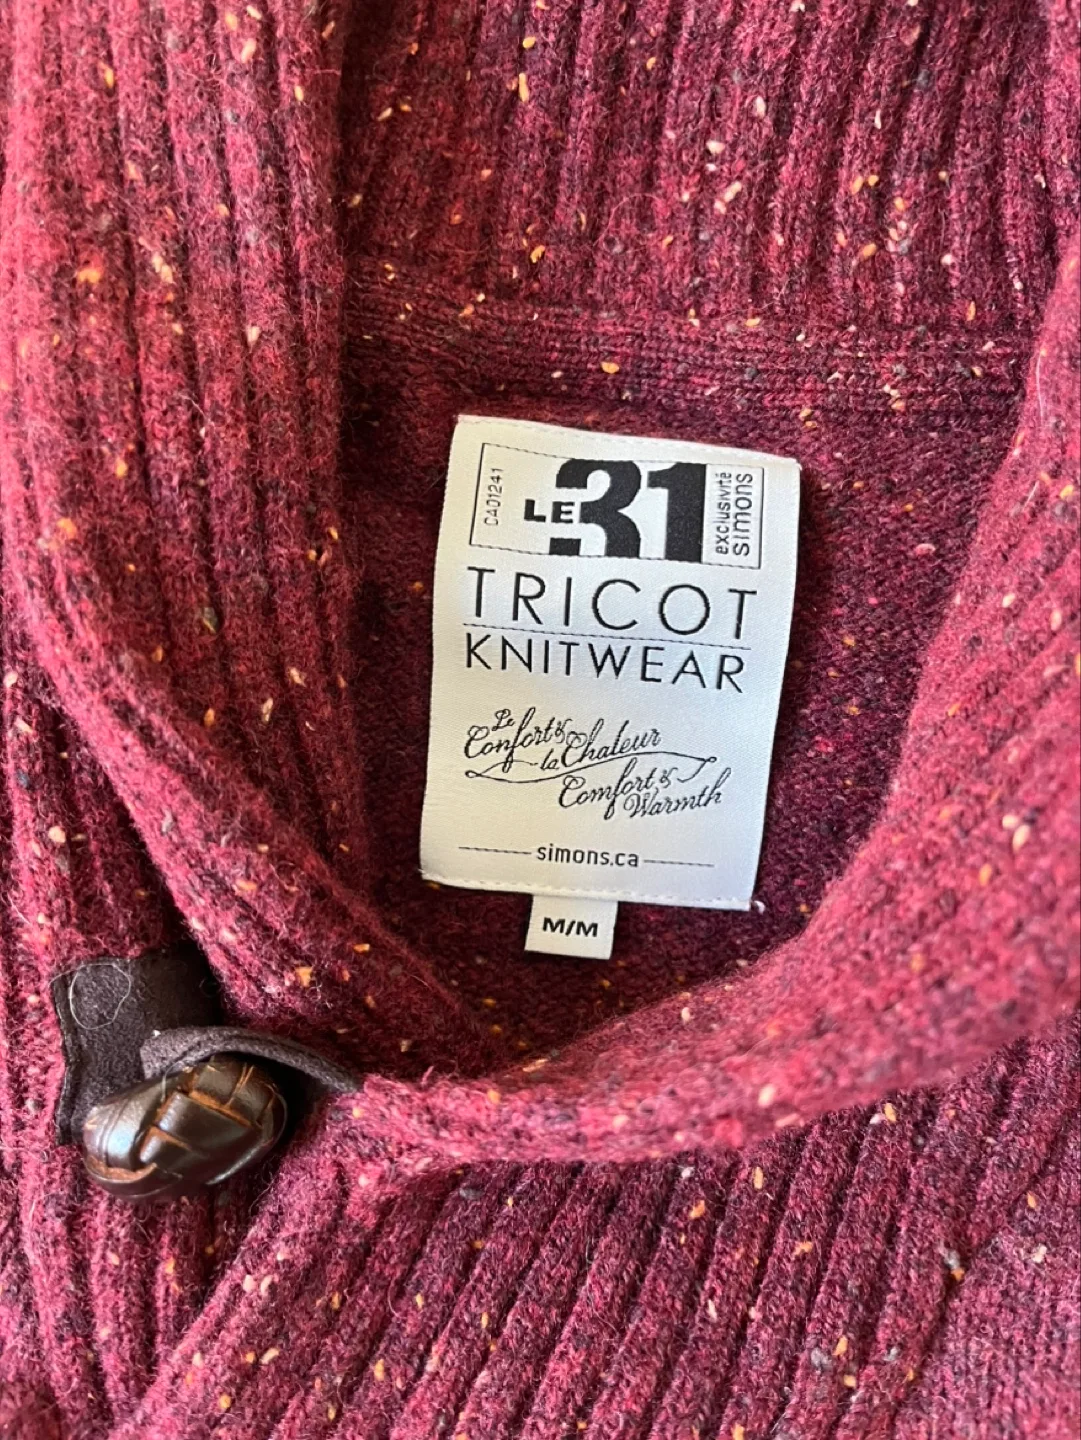 CA01241
LE 31
exclusivité
simons
TRICOT
KNITWEAR
Le
Confort &
la Chaleur
Comfort &
Warmth
simons.ca
M/M